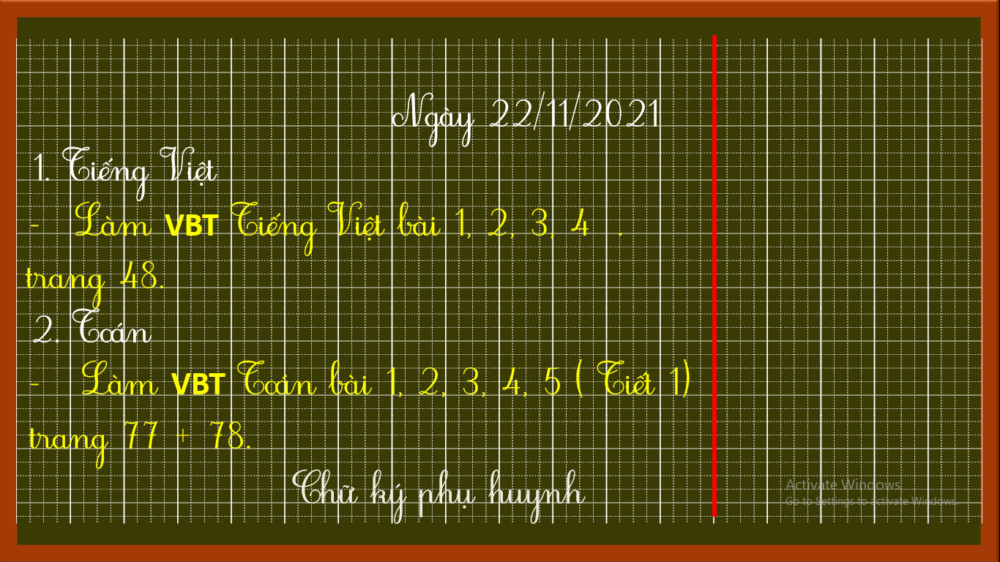 Ngày 22/11/2021
1. Tiếng Việt
- Làm VBT Tiếng Việt bài 1, 2, 3, 4 .
trang 48.
2. Toán
- Làm VBT Toán bài 1, 2, 3, 4, 5 ( Tiết 1)
trang 77 + 78.
Chữ ký phụ huynh
Activate Windows
Go to Settings to activate Windows.